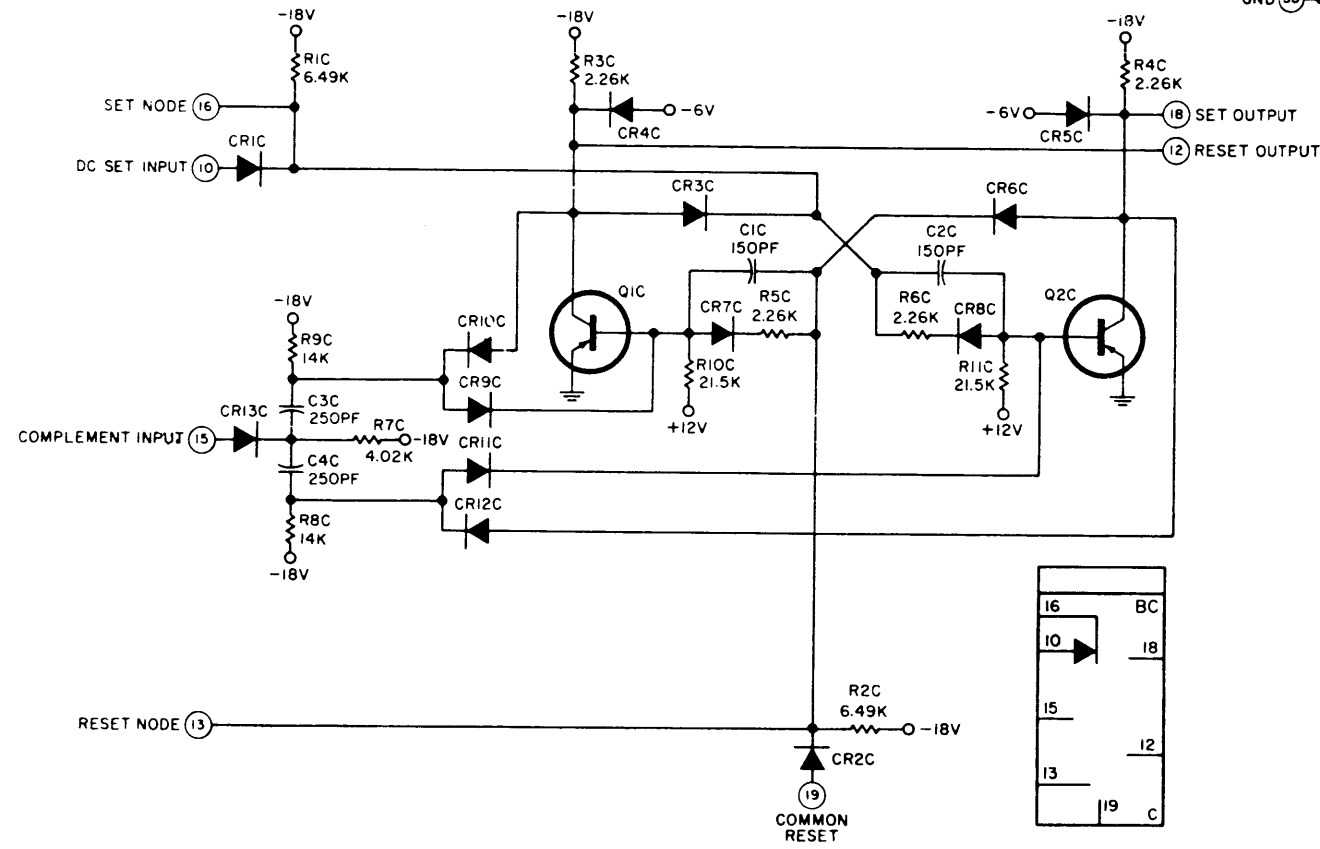 GND
-18V
R1C
6.49K
-18V
R3C
2.26K
-18V
R4C
2.26K
SET NODE 16
-6V
CR4C
-6V
CR5C
18 SET OUTPUT
12 RESET OUTPUT
CR1C
DC SET INPUT 10
CR3C
CR6C
C1C
150PF
C2C
150PF
Q1C
CR7C
R5C
2.26K
R6C
2.26K
CR8C
Q2C
-18V
R9C
14K
CR10C
R10C
21.5K
+12V
R11C
21.5K
+12V
CR9C
C3C
250PF
CR13C
COMPLEMENT INPUT 15
R7C
-18V
4.02K
CR11C
C4C
250PF
CR12C
R8C
14K
-18V
16
BC
10
18
15
12
13
19
C
RESET NODE 13
R2C
6.49K
-18V
CR2C
19
COMMON
RESET